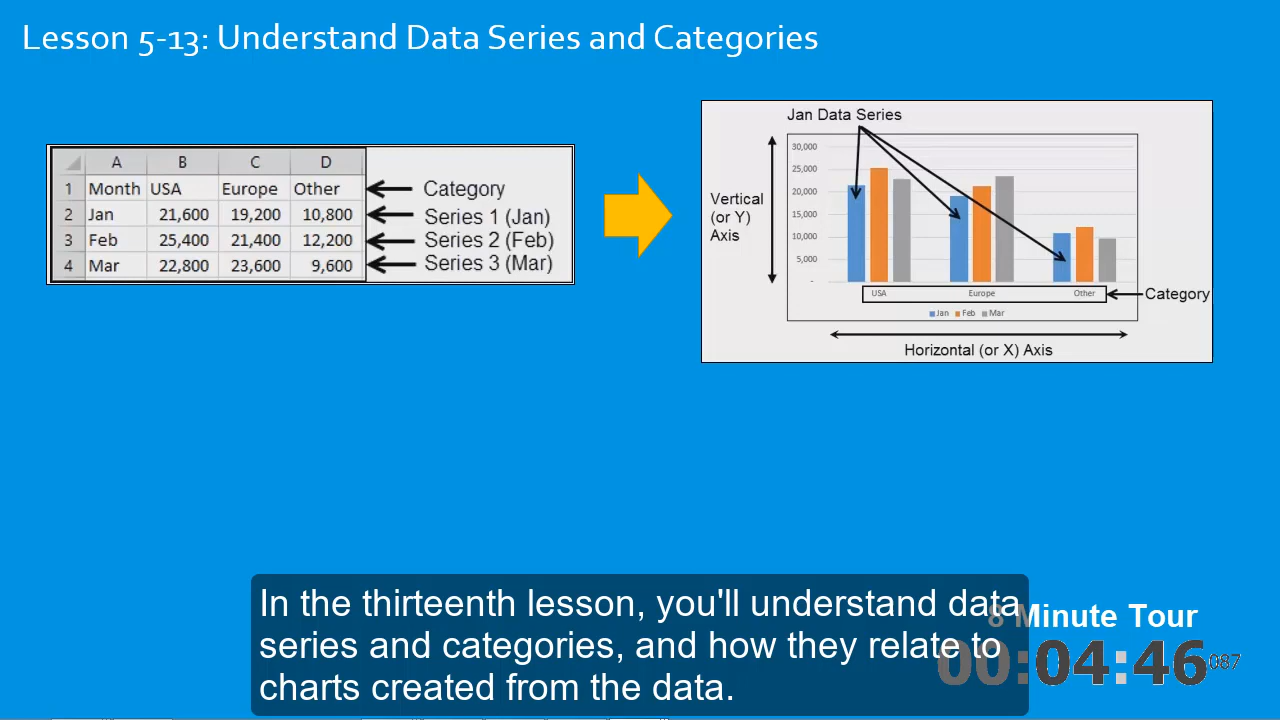 Lesson 5-13: Understand Data Series and Categories
A B C D
1 Month USA Europe Other Category
2 Jan 21,600 19,200 10,800 Series 1 (Jan)
3 Feb 25,400 21,400 12,200 Series 2 (Feb)
4 Mar 22,800 23,600 9,600 Series 3 (Mar)
Jan Data Series
30,000
25,000
20,000
15,000
10,000
5,000
-
Vertical
(or Y)
Axis
USA Europe Other
Category
Jan Feb Mar
Horizontal (or X) Axis
In the thirteenth lesson, you'll understand data
series and categories, and how they relate to
charts created from the data.
8 Minute Tour
00:04:46:087